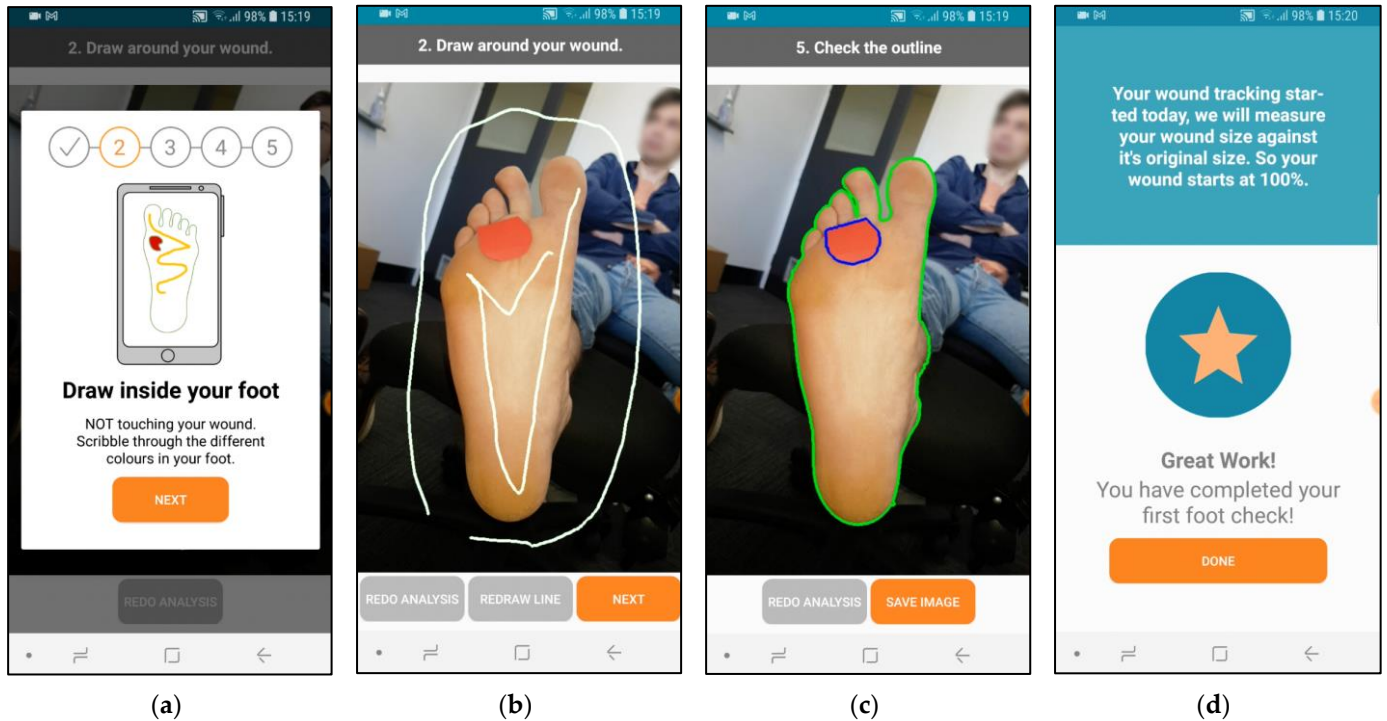 98% 15:19
2. Draw around your wound.
2 3 4 5
Draw inside your foot
NOT touching your wound.
Scribble through the different
colours in your foot.
NEXT
REDO ANALYSIS
(a)
98% 15:19
2. Draw around your wound.
REDO ANALYSIS REDRAW LINE NEXT
(b)
98% 15:19
5. Check the outline
REDO ANALYSIS SAVE IMAGE
(c)
98% 15:20
Your wound tracking star-
ted today, we will measure
your wound size against
it's original size. So your
wound starts at 100%.
Great Work!
You have completed your
first foot check!
DONE
(d)